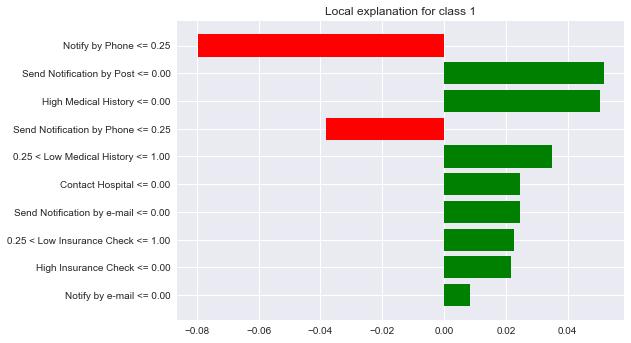 Local explanation for class 1
Notify by Phone <= 0.25
Send Notification by Post <= 0.00
High Medical History <= 0.00
Send Notification by Phone <= 0.25
0.25 < Low Medical History <= 1.00
Contact Hospital <= 0.00
Send Notification by e-mail <= 0.00
0.25 < Low Insurance Check <= 1.00
High Insurance Check <= 0.00
Notify by e-mail <= 0.00
−0.08 −0.06 −0.04 −0.02 0.00 0.02 0.04